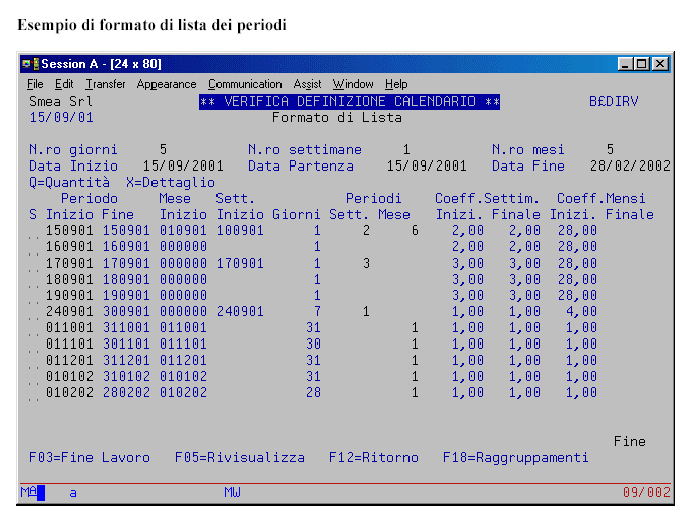 Esempio di formato di lista dei periodi
Session A - [24 x 80]
File Edit Transfer Appearance Communication Assist Window Help
Smea Srl ** VERIFICA DEFINIZIONE CALENDARIO ** B£DIRV
15/09/01 Formato di Lista
N.ro giorni 5 N.ro settimane 1 N.ro mesi 5
Data Inizio 15/09/2001 Data Partenza 15/09/2001 Data Fine 28/02/2002
Q=Quantità X=Dettaglio
Periodo Mese Sett. Periodi Coeff.Settim. Coeff.Mensi
S Inizio Fine Inizio Inizio Giorni Sett. Mese Inizi. Finale Inizi. Finale
150901 150901 010901 100901 1 2 6 2,00 2,00 28,00
160901 160901 000000 1 2,00 2,00 28,00
170901 170901 000000 170901 1 3 3,00 3,00 28,00
180901 180901 000000 1 3,00 3,00 28,00
190901 190901 000000 1 3,00 3,00 28,00
240901 300901 000000 240901 7 1 1,00 1,00 4,00
011001 311001 011001 31 1 1,00 1,00 1,00
011101 301101 011101 30 1 1,00 1,00 1,00
011201 311201 011201 31 1 1,00 1,00 1,00
010102 310102 010102 31 1 1,00 1,00 1,00
010202 280202 010202 28 1 1,00 1,00 1,00
Fine
F03=Fine Lavoro F05=Rivisualizza F12=Ritorno F18=Raggruppamenti
MA a MW 09/002